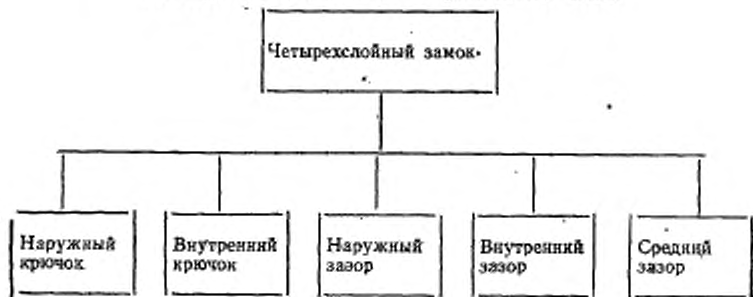 Четырехслойный замок
Наружный
крючок
Внутренний
крючок
Наружный
зазор
Внутренний
зазор
Средний
зазор